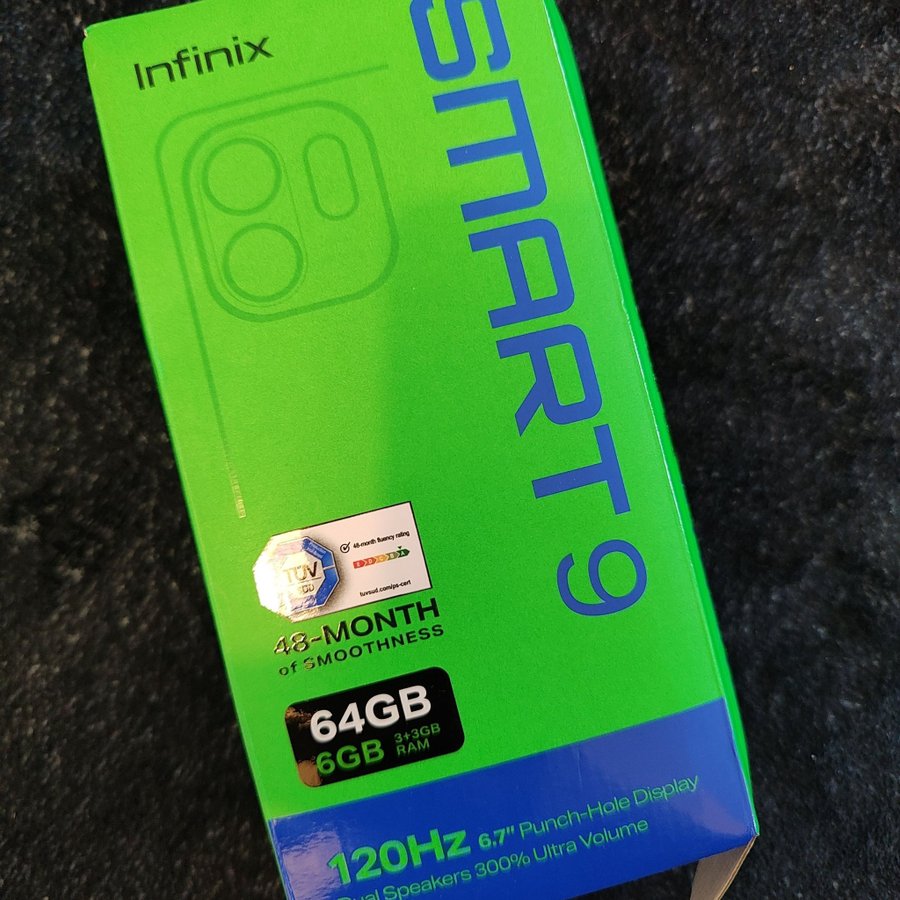 Infinix
SMART 9
TÜV
48-month fluency rating
E D C B A
tuvsud.com/ps-cert
48-MONTH
of SMOOTHNESS
64GB
6GB 3+3GB
RAM
120Hz 6.7" Punch-Hole Display
Dual Speakers 300% Ultra Volume